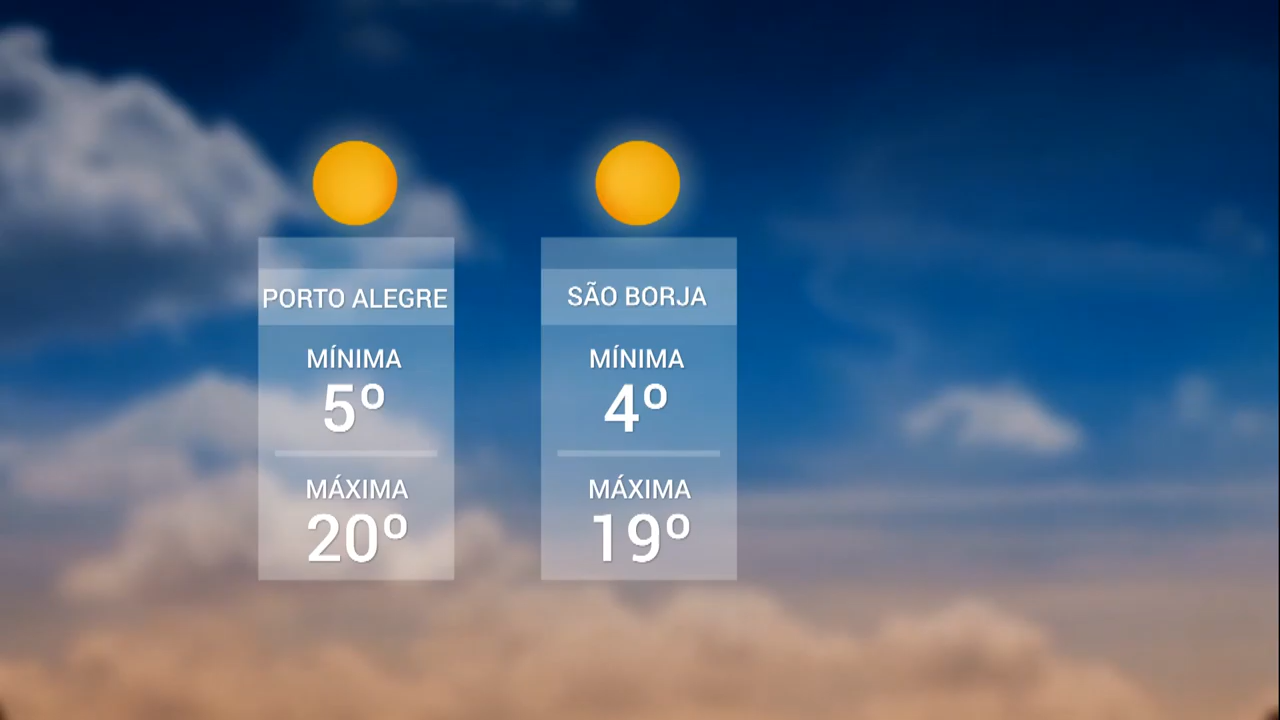 PORTO ALEGRE
MÍNIMA
5º
MÁXIMA
20º
SÃO BORJA
MÍNIMA
4º
MÁXIMA
19º